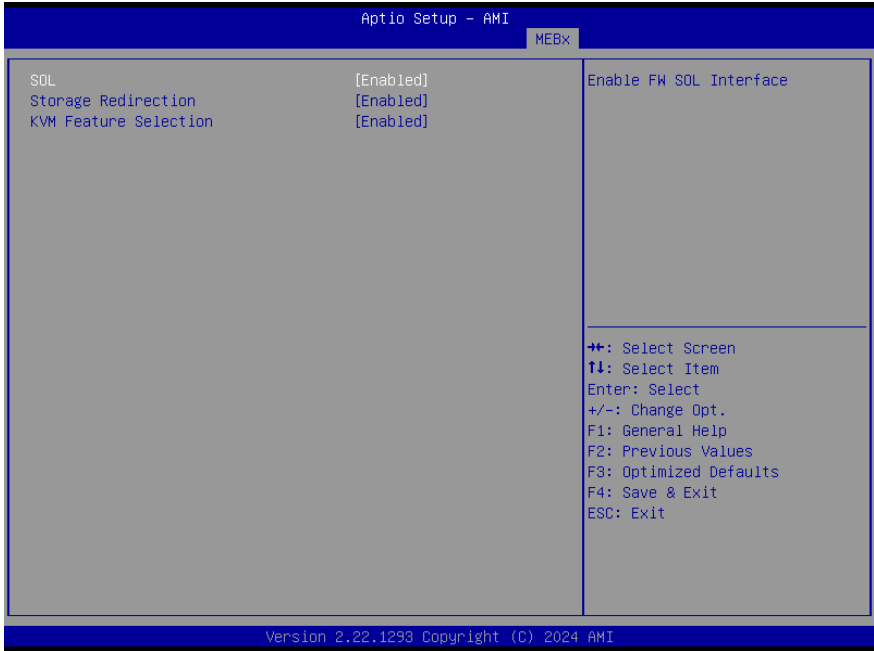 Aptio Setup – AMI
MEBx
SOL [Enabled]
Storage Redirection [Enabled]
KVM Feature Selection [Enabled]
Enable FW SOL Interface
→←: Select Screen
↑↓: Select Item
Enter: Select
+/-: Change Opt.
F1: General Help
F2: Previous Values
F3: Optimized Defaults
F4: Save & Exit
ESC: Exit
Version 2.22.1293 Copyright (C) 2024 AMI